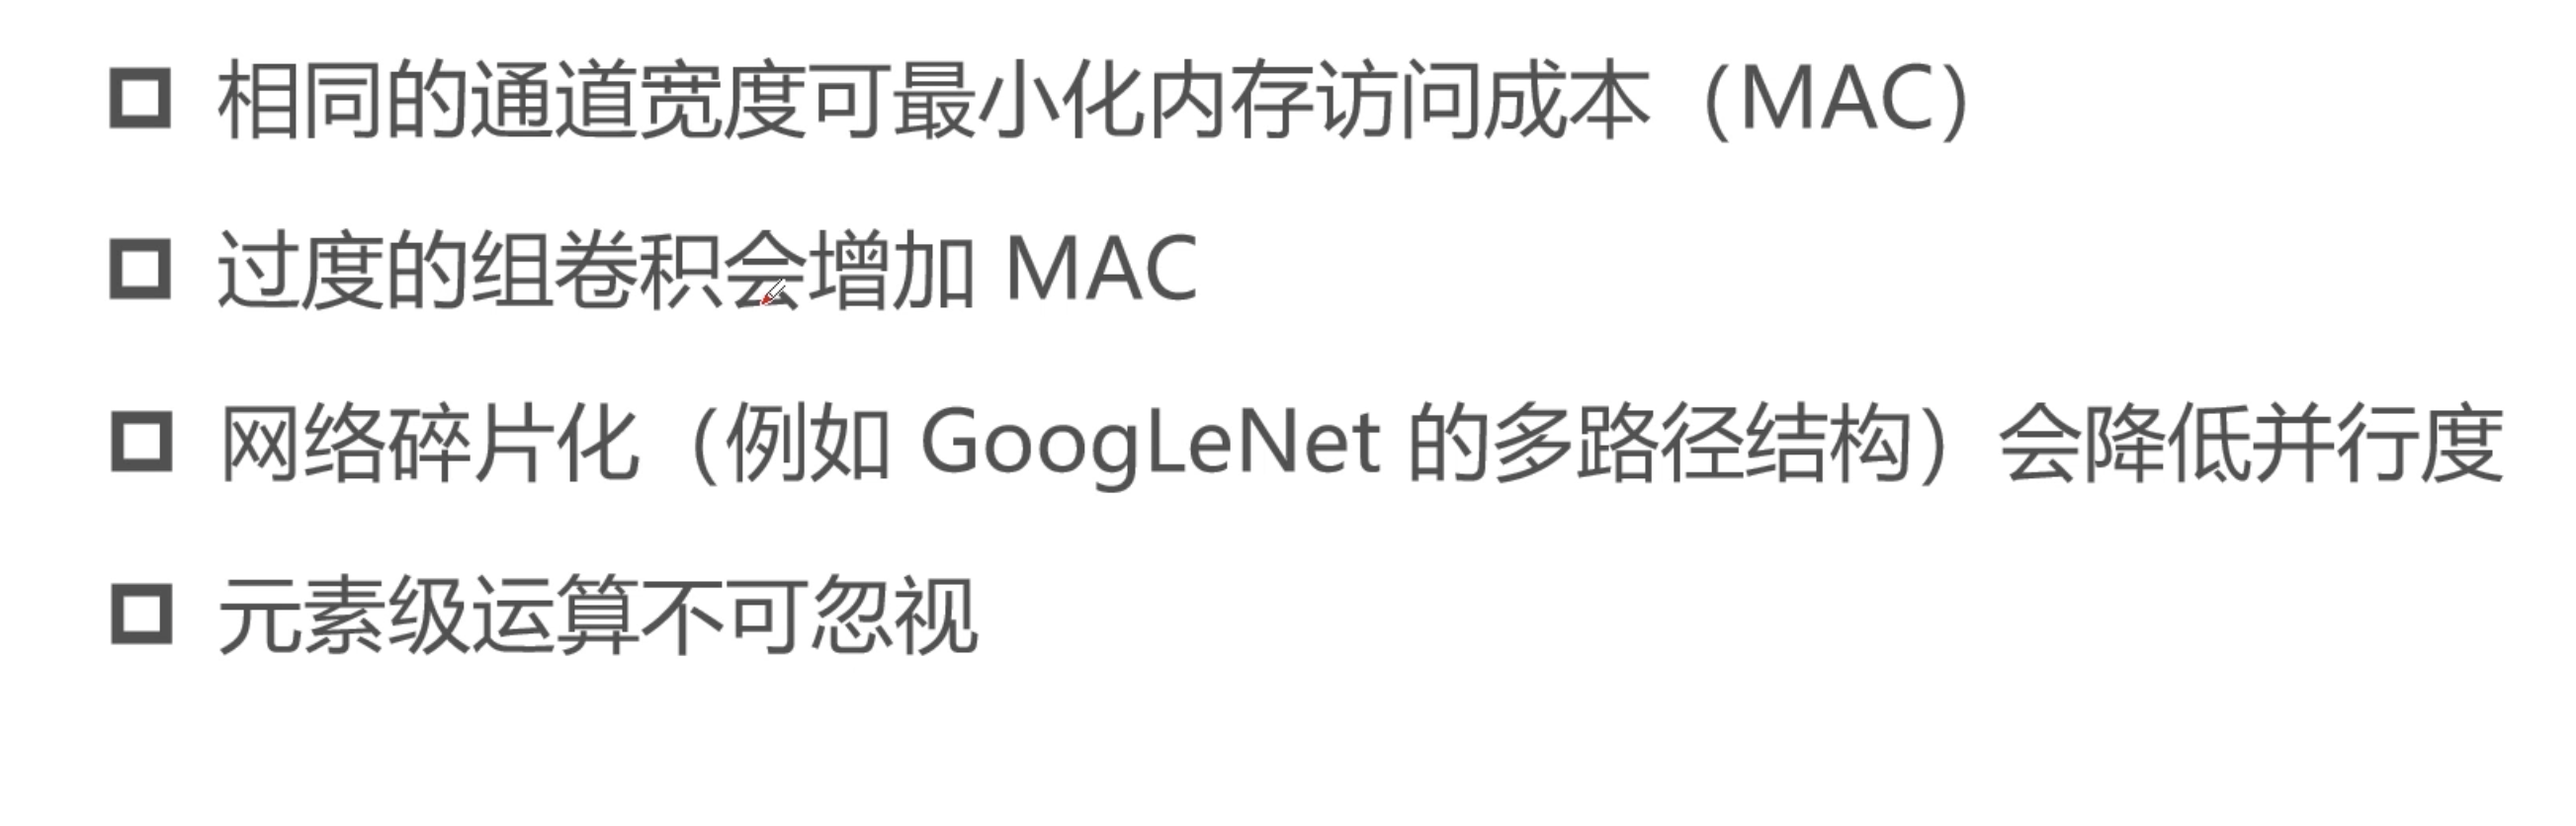 相同的通道宽度可最小化内存访问成本（MAC）
过度的组卷积会增加 MAC
网络碎片化（例如 GoogLeNet 的多路径结构）会降低并行度
元素级运算不可忽视